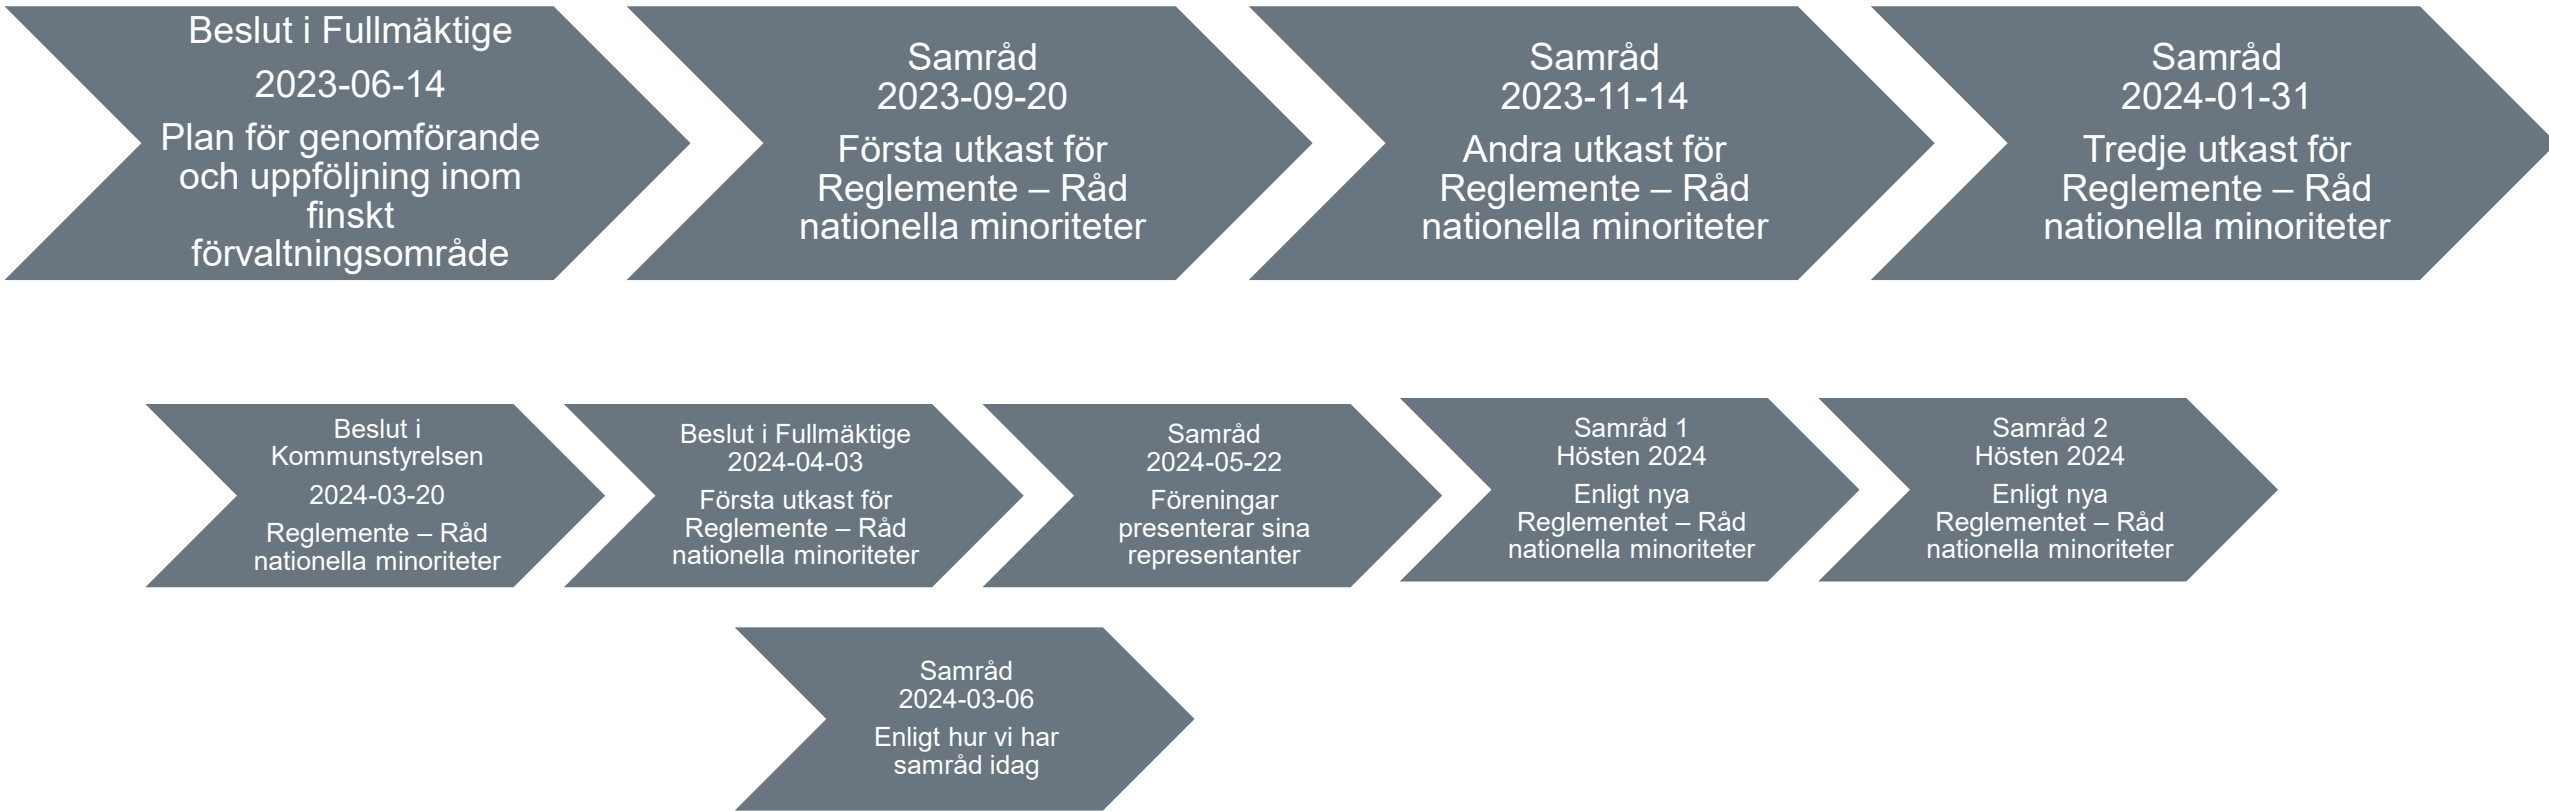 Beslut i Fullmäktige
2023-06-14
Plan för genomförande
och uppföljning inom
finskt
förvaltningsområde
Samråd
2023-09-20
Första utkast för
Reglemente – Råd
nationella minoriteter
Samråd
2023-11-14
Andra utkast för
Reglemente – Råd
nationella minoriteter
Samråd
2024-01-31
Tredje utkast för
Reglemente – Råd
nationella minoriteter
Beslut i
Kommunstyrelsen
2024-03-20
Reglemente – Råd
nationella minoriteter
Beslut i Fullmäktige
2024-04-03
Första utkast för
Reglemente – Råd
nationella minoriteter
Samråd
2024-05-22
Föreningar
presenterar sina
representanter
Samråd 1
Hösten 2024
Enligt nya
Reglementet – Råd
nationella minoriteter
Samråd 2
Hösten 2024
Enligt nya
Reglementet – Råd
nationella minoriteter
Samråd
2024-03-06
Enligt hur vi har
samråd idag